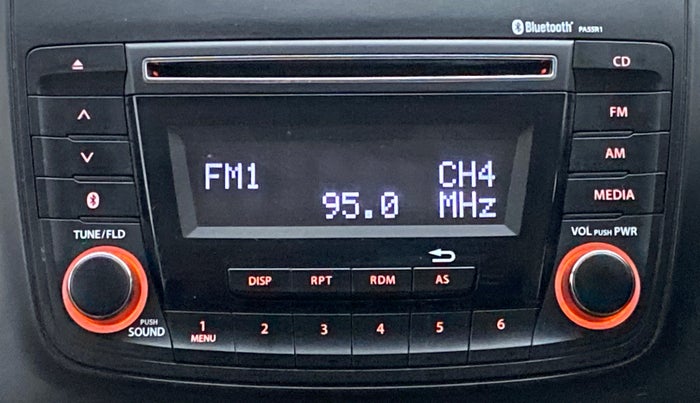 Bluetooth PA55R1
CD
FM
AM
MEDIA
FM1 CH4
95.0 MHz
TUNE/FLD
VOL PUSH PWR
DISP RPT RDM AS
PUSH
SOUND
1 2 3 4 5 6
MENU